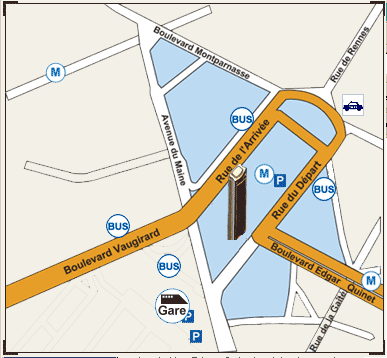 Boulevard Montparnasse
Rue de Rennes
M
Avenue du Maine
BUS
Rue de l'Arrivée
M
P
Rue du Départ
BUS
BUS
Boulevard Vaugirard
BUS
Boulevard Edgar Quinet
M
Gare
P
P
Rue de la Gaîté